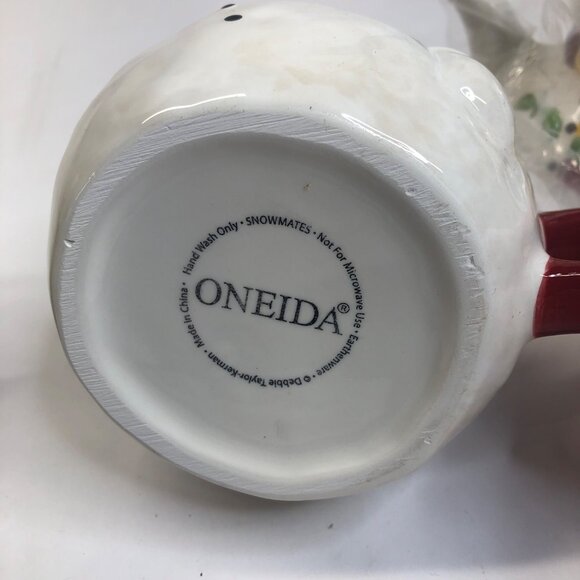 Hand Wash Only • SNOWMATES • Not For Microwave Use • Earthenware • © Debbie Taylor-Kerman • Made in China •
ONEIDA®